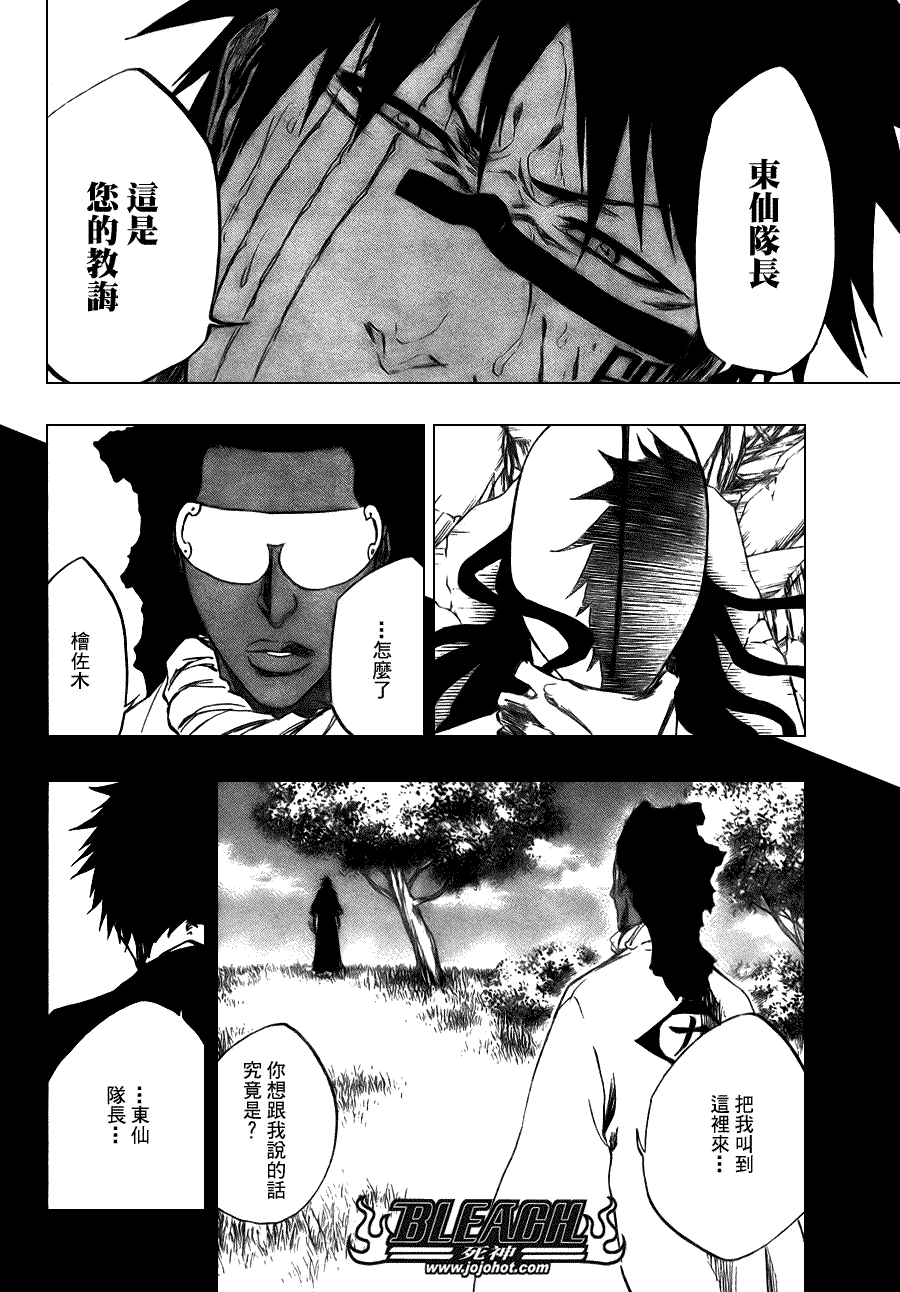 東仙隊長
這是
您的教誨
…怎麼了
檜佐木
把我叫到
這裡來…
你想跟我說的話
究竟是?
…東仙
隊長…
BLEACH
死神
www.jojohot.com